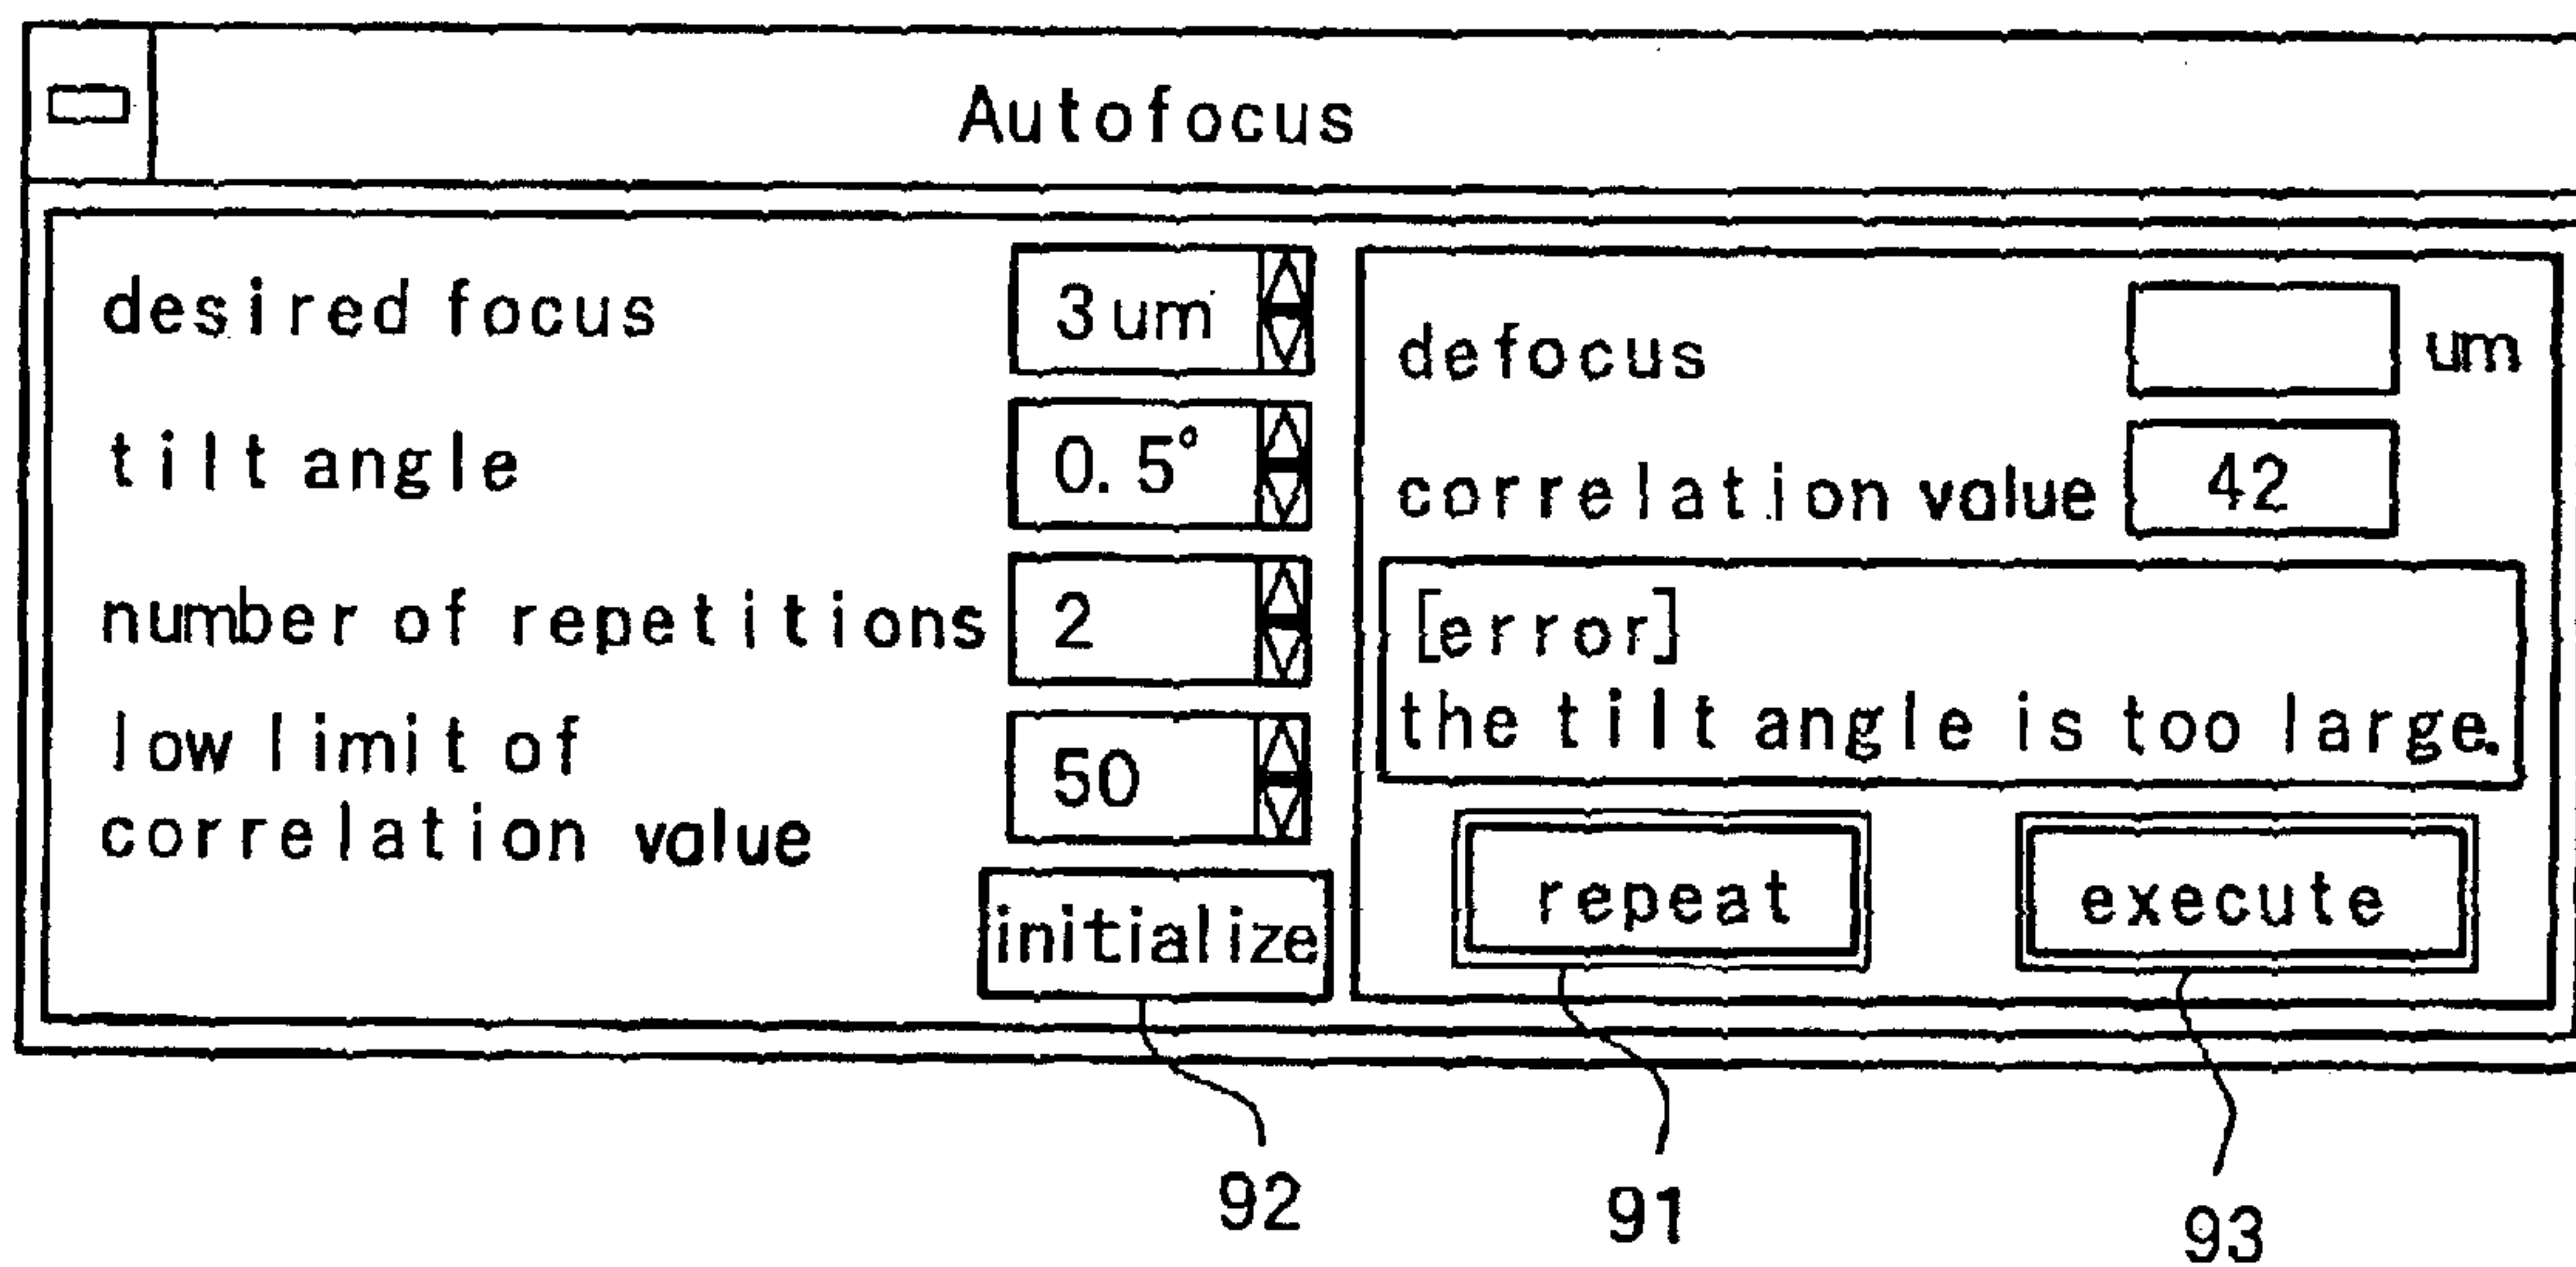 Autofocus
desired focus 3um
tilt angle 0.5°
number of repetitions 2
low limit of
correlation value 50
initialize
defocus um
correlation value 42
[error]
the tilt angle is too large.
repeat execute
92 91 93